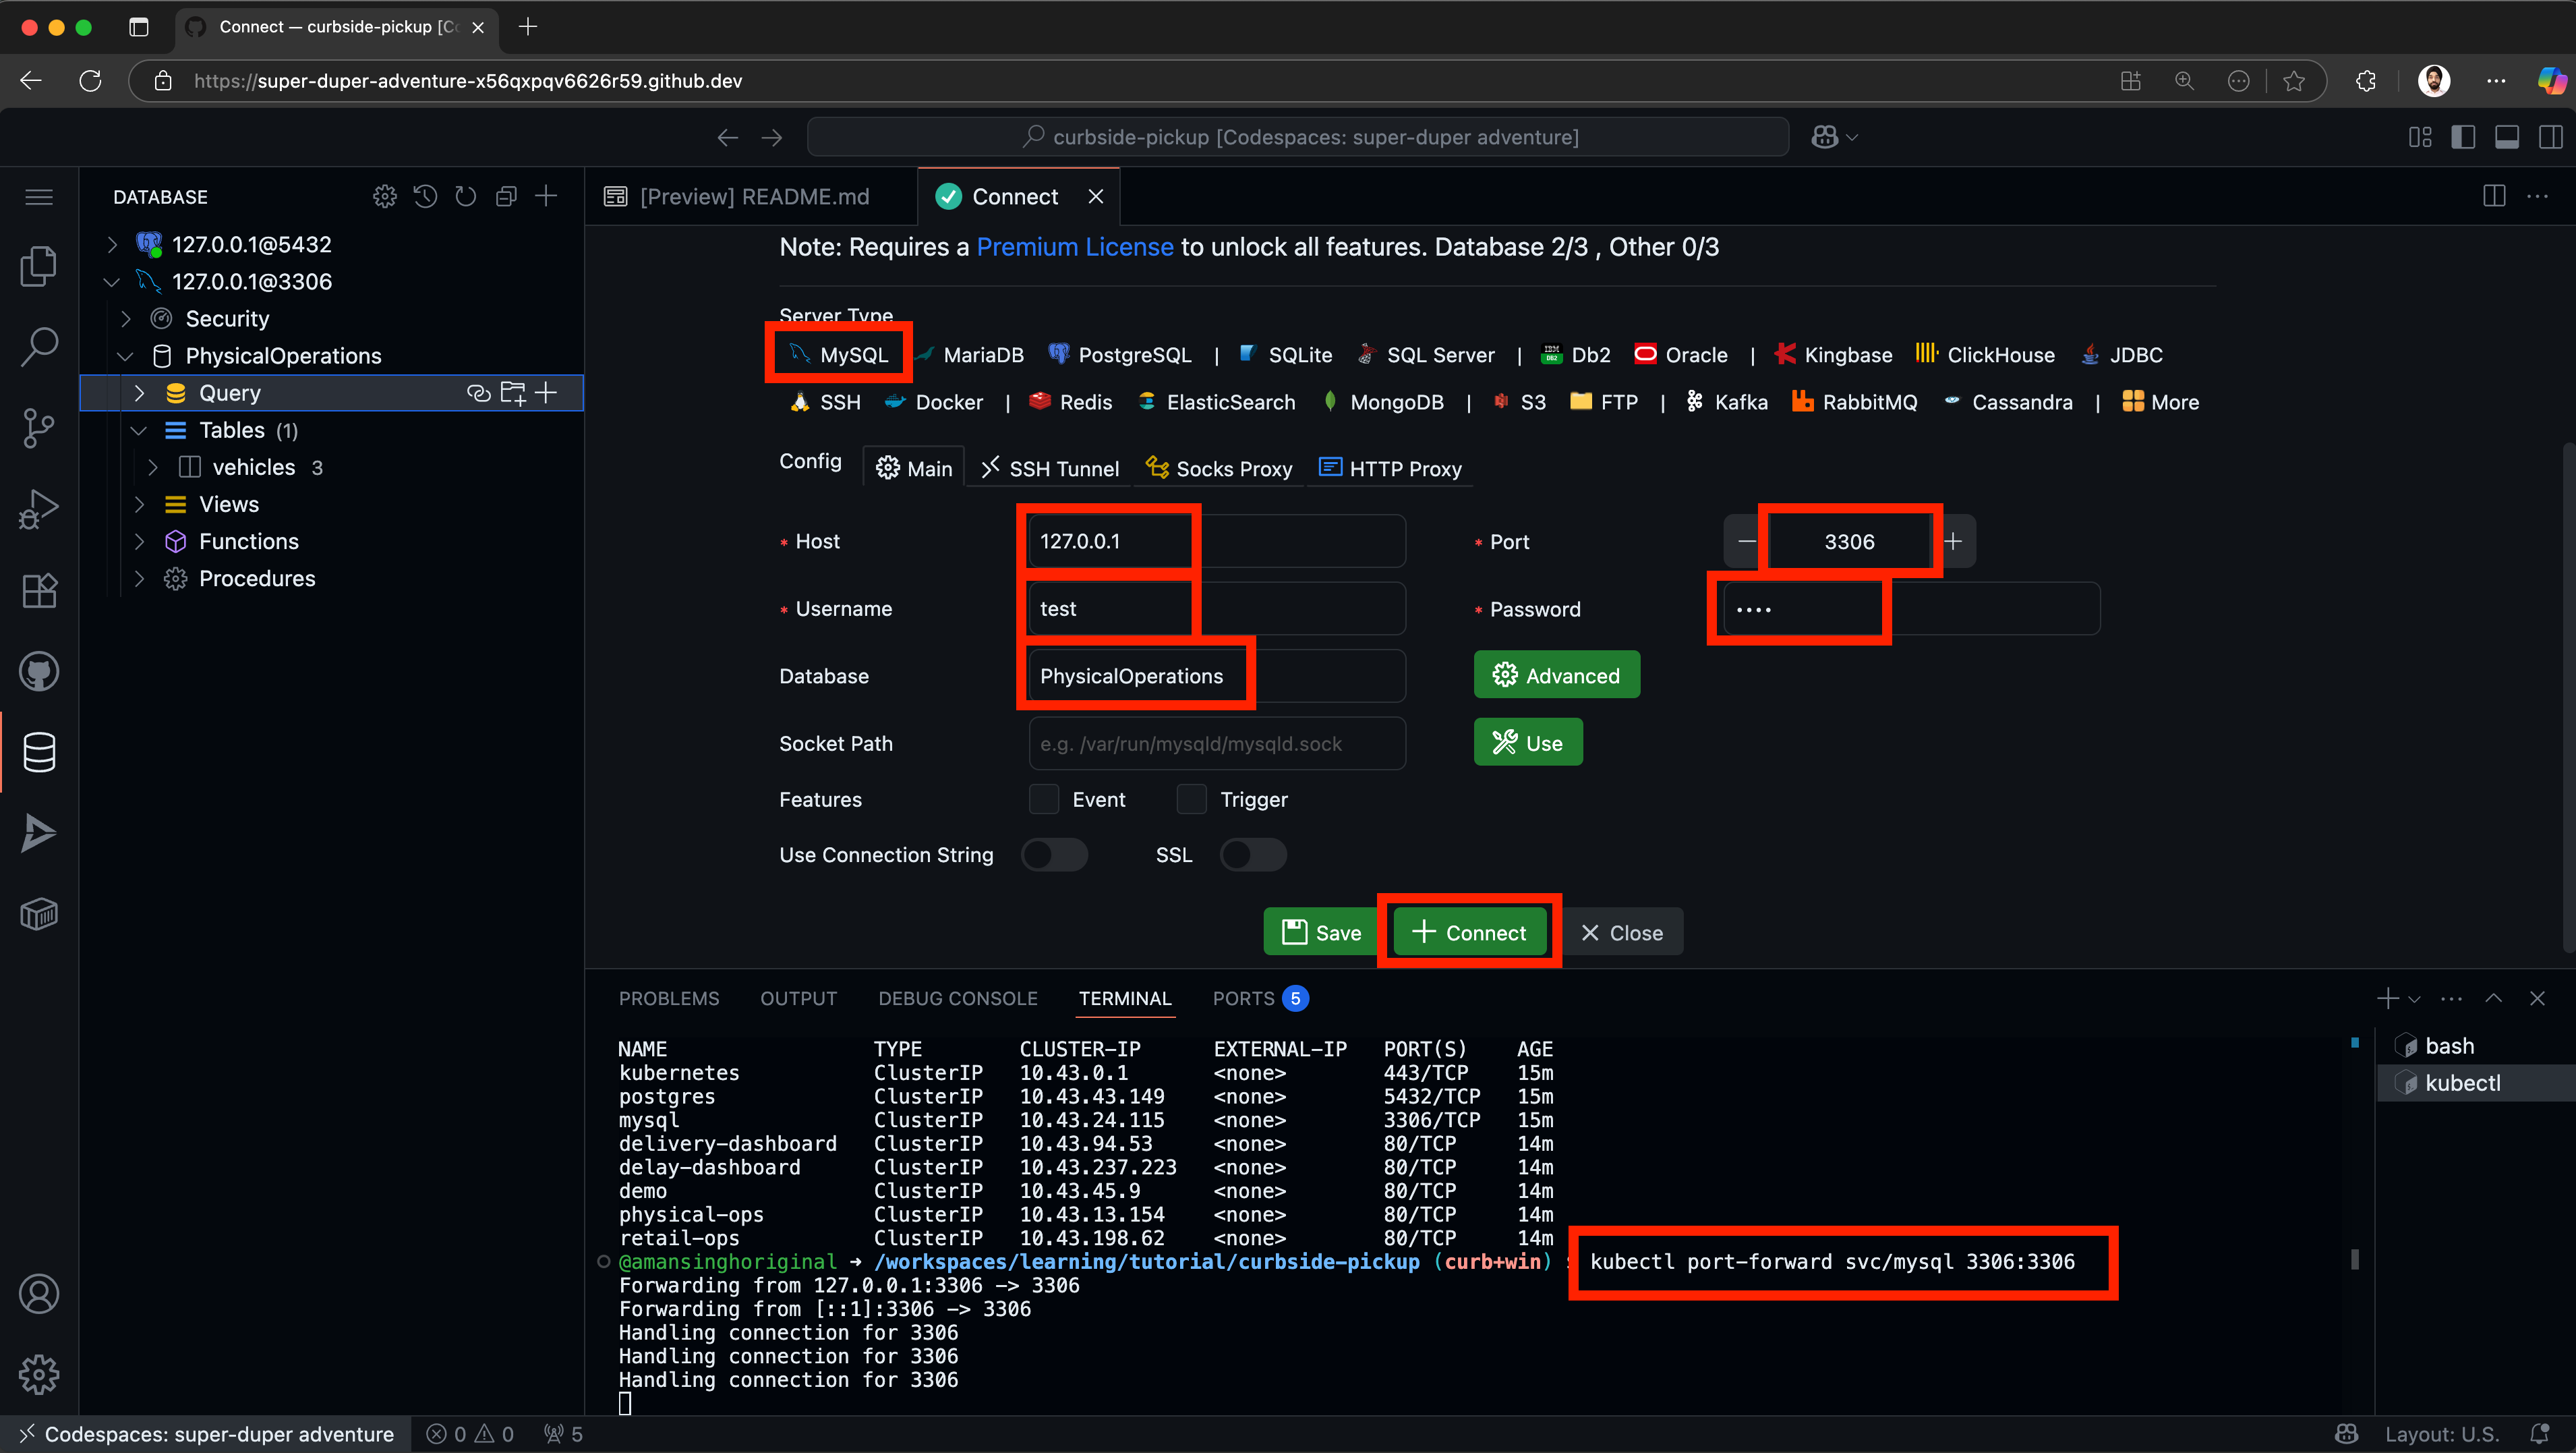 Connect — curbside-pickup [Co
https://super-duper-adventure-x56qxpqv6626r59.github.dev
curbside-pickup [Codespaces: super-duper adventure]
DATABASE
127.0.0.1@5432
127.0.0.1@3306
Security
PhysicalOperations
Query
Tables (1)
vehicles 3
Views
Functions
Procedures
[Preview] README.md
Connect
Note: Requires a Premium License to unlock all features. Database 2/3 , Other 0/3
Server Type
MySQL MariaDB PostgreSQL | SQLite SQL Server | IBM DB2 Db2 Oracle | Kingbase ClickHouse JDBC
SSH Docker | Redis ElasticSearch MongoDB | S3 FTP | Kafka RabbitMQ Cassandra | More
Config Main SSH Tunnel Socks Proxy HTTP Proxy
* Host 127.0.0.1 * Port 3306
* Username test * Password ••••
Database PhysicalOperations Advanced
Socket Path e.g. /var/run/mysqld/mysqld.sock Use
Features Event Trigger
Use Connection String SSL
Save Connect Close
PROBLEMS OUTPUT DEBUG CONSOLE TERMINAL PORTS 5
NAME TYPE CLUSTER-IP EXTERNAL-IP PORT(S) AGE
kubernetes ClusterIP 10.43.0.1 <none> 443/TCP 15m
postgres ClusterIP 10.43.43.149 <none> 5432/TCP 15m
mysql ClusterIP 10.43.24.115 <none> 3306/TCP 15m
delivery-dashboard ClusterIP 10.43.94.53 <none> 80/TCP 14m
delay-dashboard ClusterIP 10.43.237.223 <none> 80/TCP 14m
demo ClusterIP 10.43.45.9 <none> 80/TCP 14m
physical-ops ClusterIP 10.43.13.154 <none> 80/TCP 14m
retail-ops ClusterIP 10.43.198.62 <none> 80/TCP 14m
@amansinghoriginal → /workspaces/learning/tutorial/curbside-pickup (curb+win) kubectl port-forward svc/mysql 3306:3306
Forwarding from 127.0.0.1:3306 -> 3306
Forwarding from [::1]:3306 -> 3306
Handling connection for 3306
Handling connection for 3306
Handling connection for 3306
bash
kubectl
Codespaces: super-duper adventure 0 0 5
Layout: U.S.